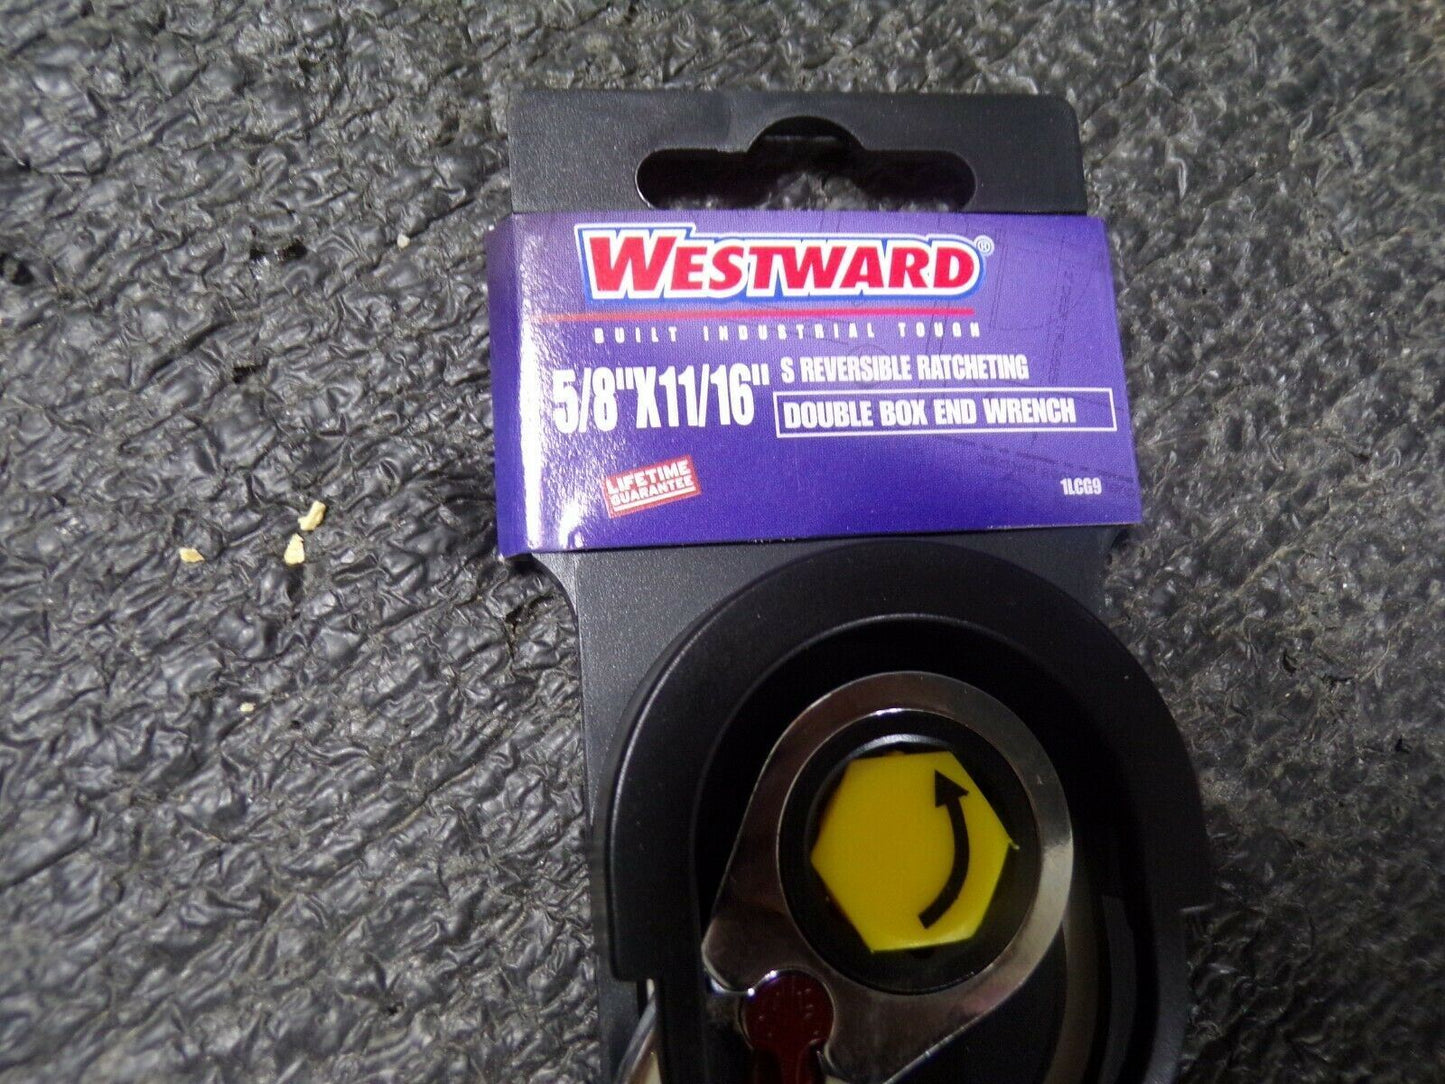 WESTWARD®
BUILT INDUSTRIAL TOUGH
5/8"X11/16"
S REVERSIBLE RATCHETING
DOUBLE BOX END WRENCH
LIFETIME
GUARANTEE
1LCG9